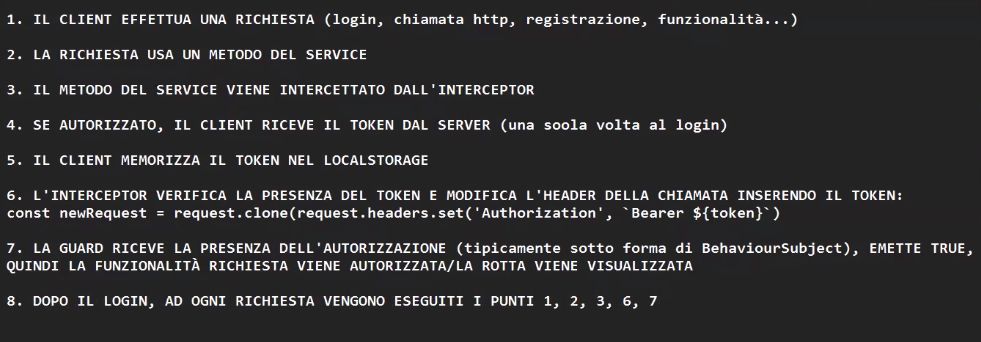 1. IL CLIENT EFFETTUA UNA RICHIESTA (login, chiamata http, registrazione, funzionalità...)
2. LA RICHIESTA USA UN METODO DEL SERVICE
3. IL METODO DEL SERVICE VIENE INTERCETTATO DALL'INTERCEPTOR
4. SE AUTORIZZATO, IL CLIENT RICEVE IL TOKEN DAL SERVER (una soola volta al login)
5. IL CLIENT MEMORIZZA IL TOKEN NEL LOCALSTORAGE
6. L'INTERCEPTOR VERIFICA LA PRESENZA DEL TOKEN E MODIFICA L'HEADER DELLA CHIAMATA INSERENDO IL TOKEN:
const newRequest = request.clone(request.headers.set('Authorization', `Bearer ${token}`)
7. LA GUARD RICEVE LA PRESENZA DELL'AUTORIZZAZIONE (tipicamente sotto forma di BehaviourSubject), EMETTE TRUE,
QUINDI LA FUNZIONALITÀ RICHIESTA VIENE AUTORIZZATA/LA ROTTA VIENE VISUALIZZATA
8. DOPO IL LOGIN, AD OGNI RICHIESTA VENGONO ESEGUITI I PUNTI 1, 2, 3, 6, 7